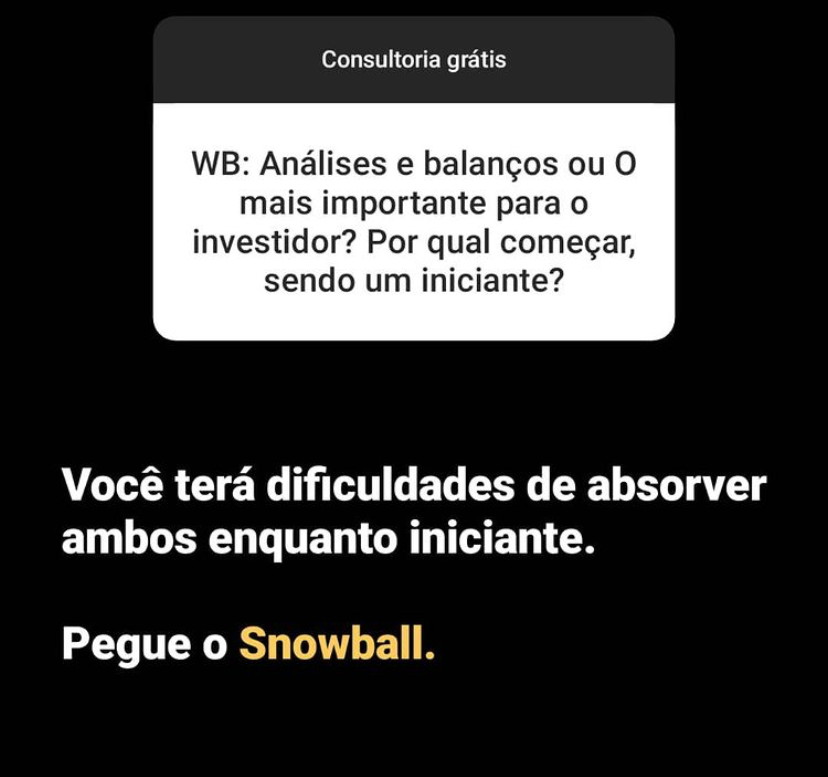 Consultoria grátis
WB: Análises e balanços ou O
mais importante para o
investidor? Por qual começar,
sendo um iniciante?
Você terá dificuldades de absorver
ambos enquanto iniciante.
Pegue o Snowball.